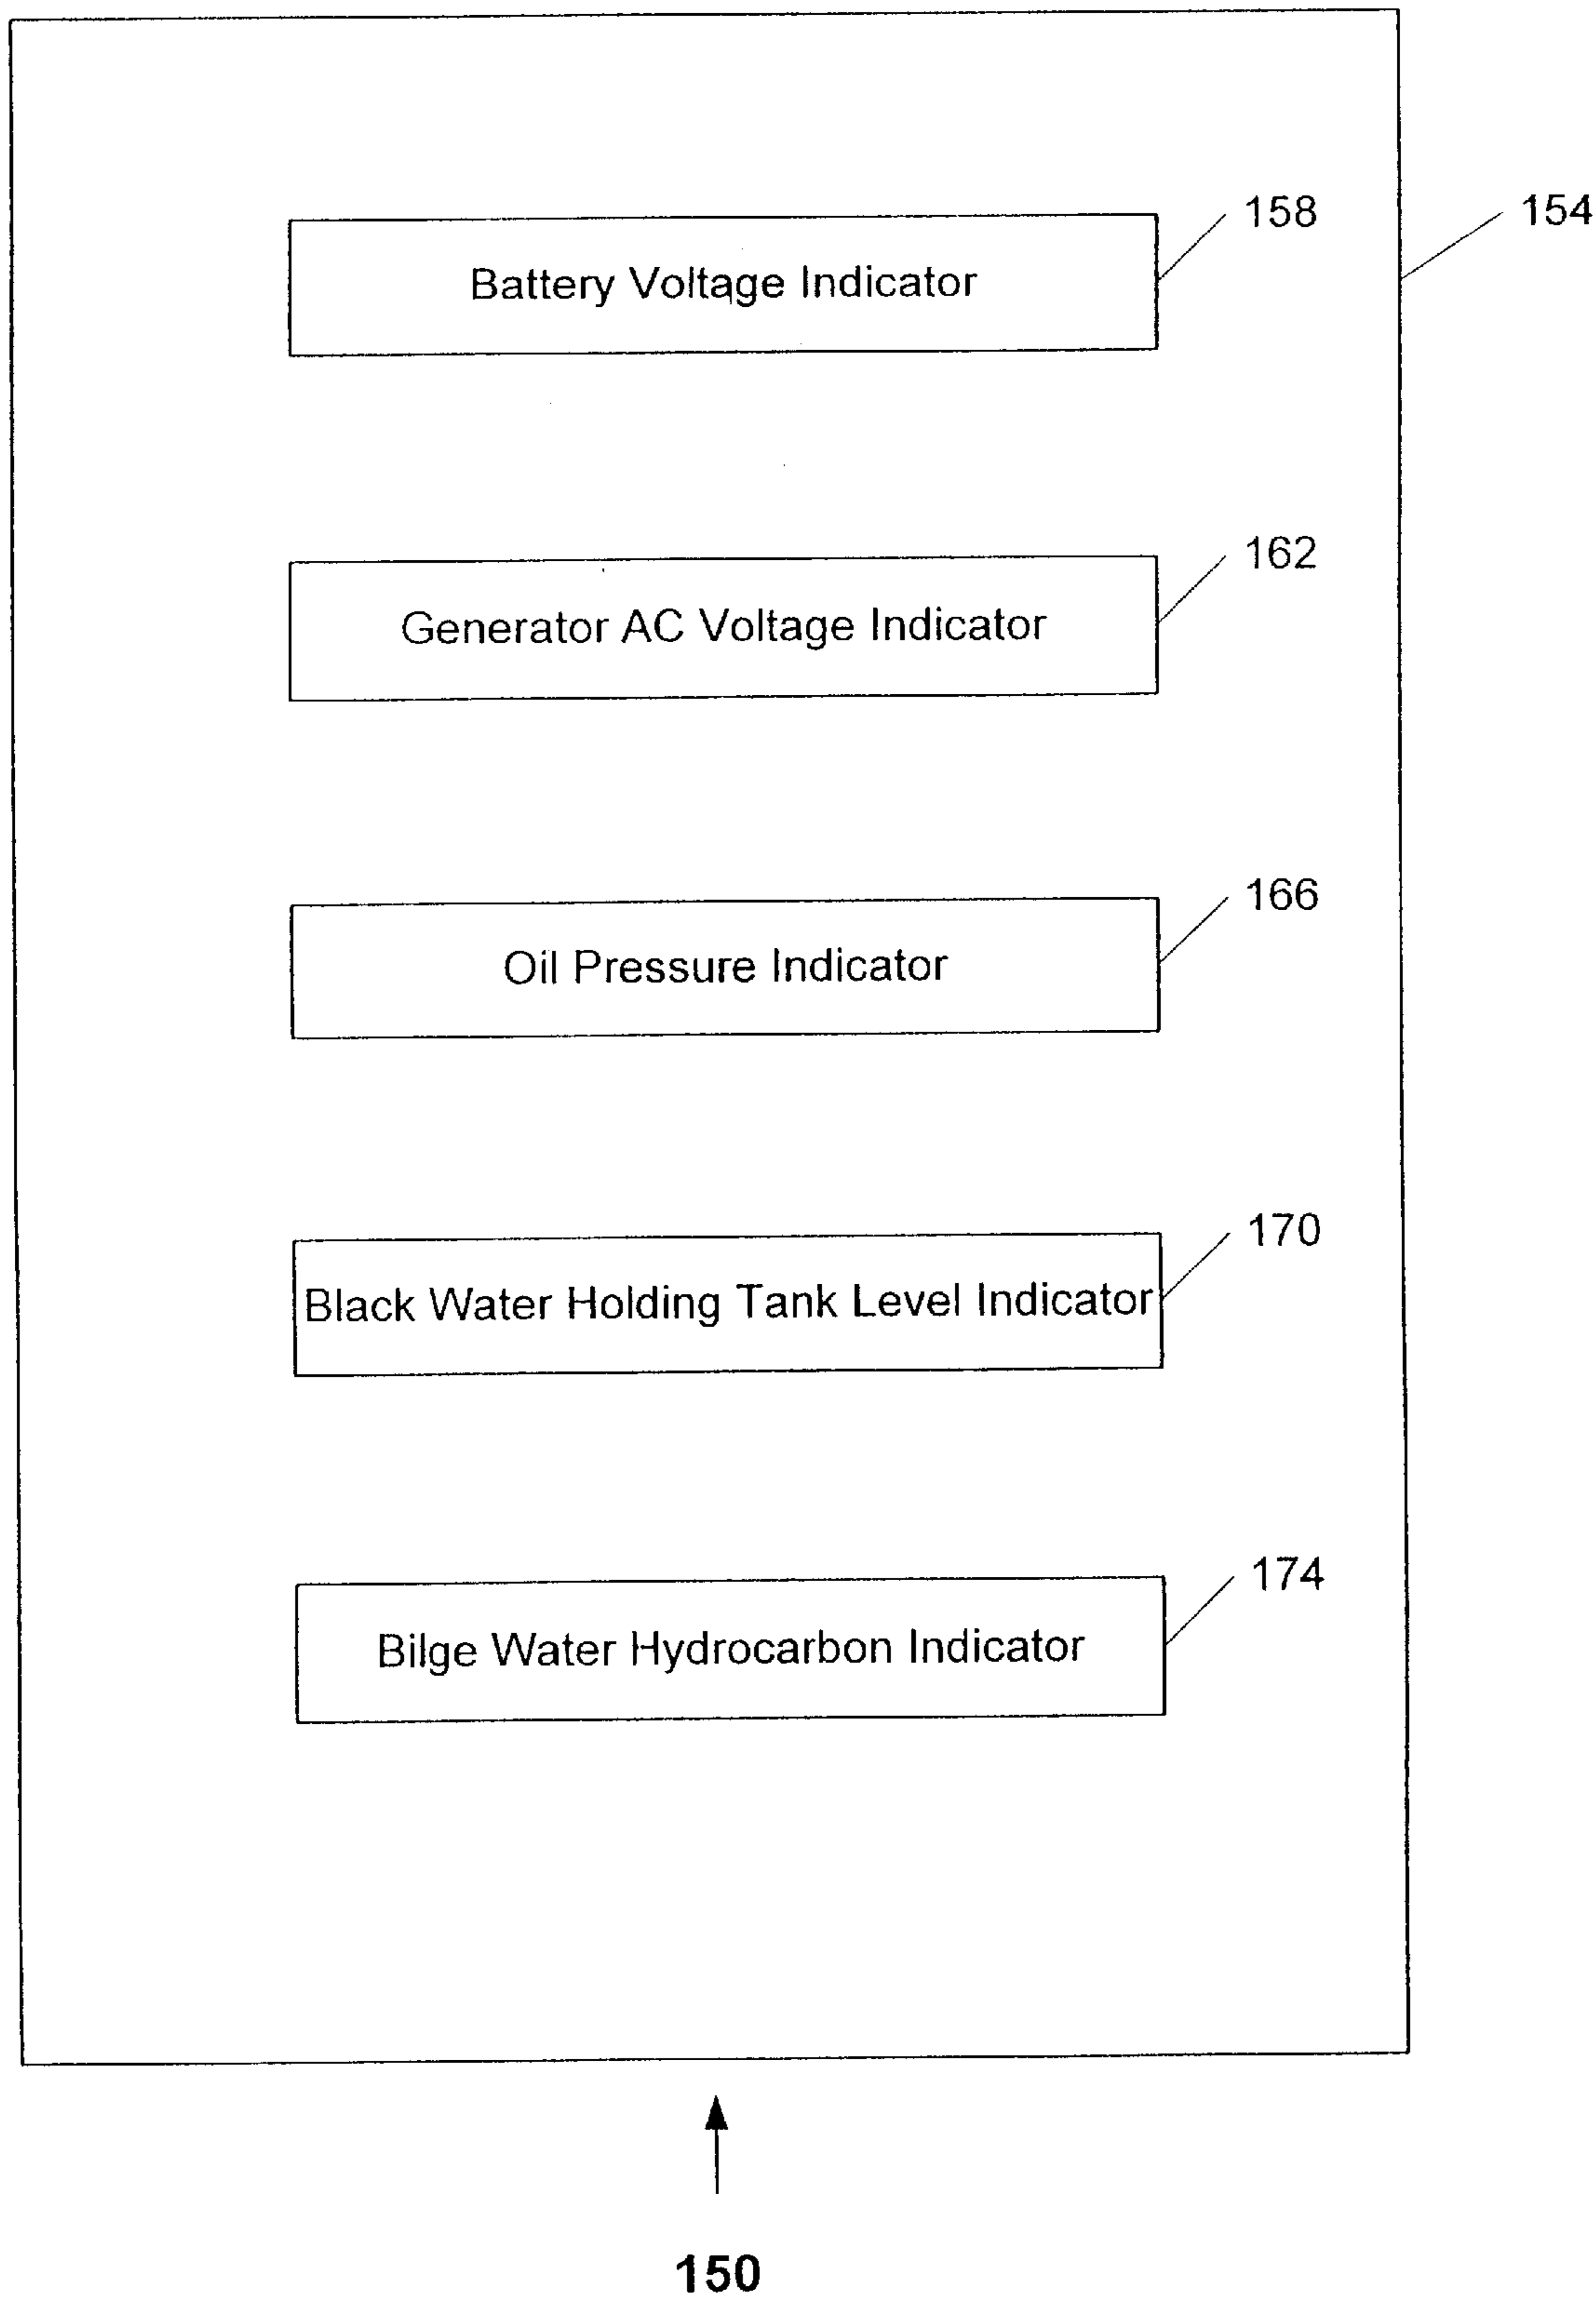 158
154
Battery Voltage Indicator
162
Generator AC Voltage Indicator
166
Oil Pressure Indicator
170
Black Water Holding Tank Level Indicator
174
Bilge Water Hydrocarbon Indicator
150